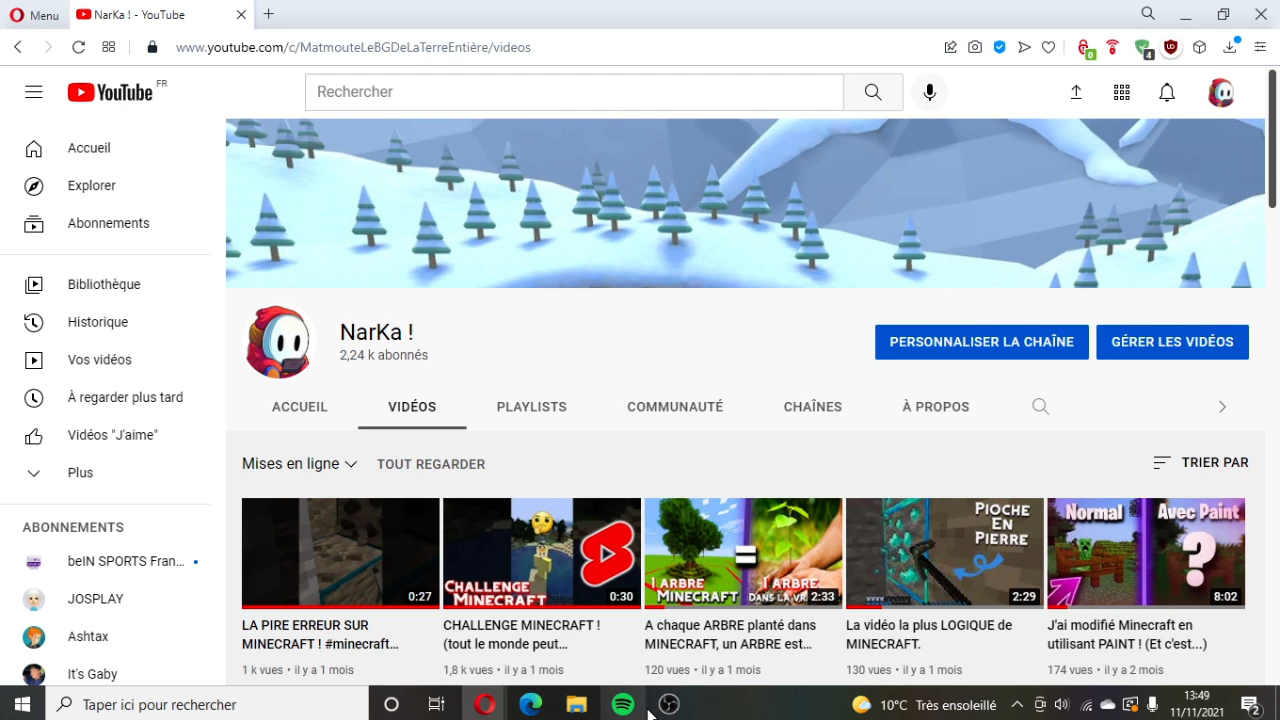 Menu
NarKa ! - YouTube
www.youtube.com/c/MatmouteLeBGDeLaTerreEntière/videos
0
4
YouTube FR
Rechercher
Accueil
Explorer
Abonnements
Bibliothèque
Historique
Vos vidéos
À regarder plus tard
Vidéos "J'aime"
Plus
ABONNEMENTS
beIN SPORTS Fran...
JOSPLAY
Ashtax
It's Gaby
NarKa !
2,24 k abonnés
PERSONNALISER LA CHAÎNE
GÉRER LES VIDÉOS
ACCUEIL
VIDÉOS
PLAYLISTS
COMMUNAUTÉ
CHAÎNES
À PROPOS
Mises en ligne
TOUT REGARDER
TRIER PAR
0:27
LA PIRE ERREUR SUR
MINECRAFT ! #minecraft...
1 k vues • il y a 1 mois
CHALLENGE
MINECRAFT
0:30
CHALLENGE MINECRAFT !
(tout le monde peut...
1,8 k vues • il y a 1 mois
1 ARBRE
MINECRAFT
=
1 ARBRE
DANS LA VR
2:33
A chaque ARBRE planté dans
MINECRAFT, un ARBRE est...
120 vues • il y a 1 mois
PIOCHE
EN
PIERRE
2:29
La vidéo la plus LOGIQUE de
MINECRAFT.
130 vues • il y a 1 mois
Normal
Avec Paint
?
8:02
J'ai modifié Minecraft en
utilisant PAINT ! (Et c'est...)
174 vues • il y a 2 mois
Taper ici pour rechercher
10°C Très ensoleillé
13:49
11/11/2021
2